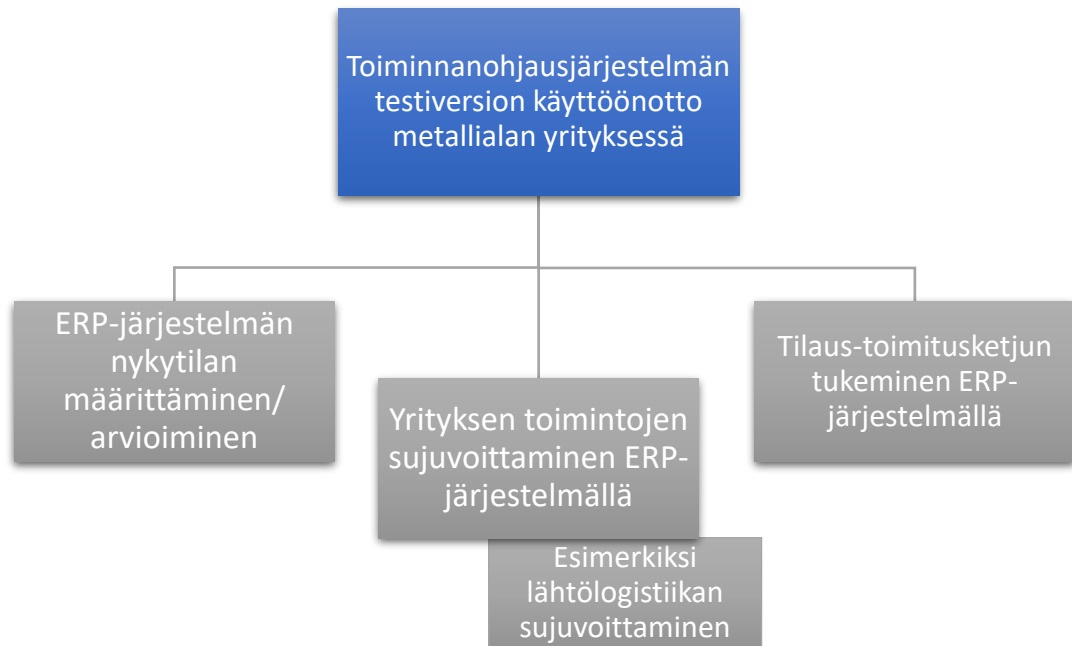 Toiminnanohjausjärjestelmän
testiversion käyttöönotto
metallialan yrityksessä
ERP-järjestelmän
nykytilan
määrittäminen/
arvioiminen
Yrityksen toimintojen
sujuvoittaminen ERP-
järjestelmällä
Esimerkiksi
lähtölogistiikan
sujuvoittaminen
Tilaus-toimitusketjun
tukeminen ERP-
järjestelmällä